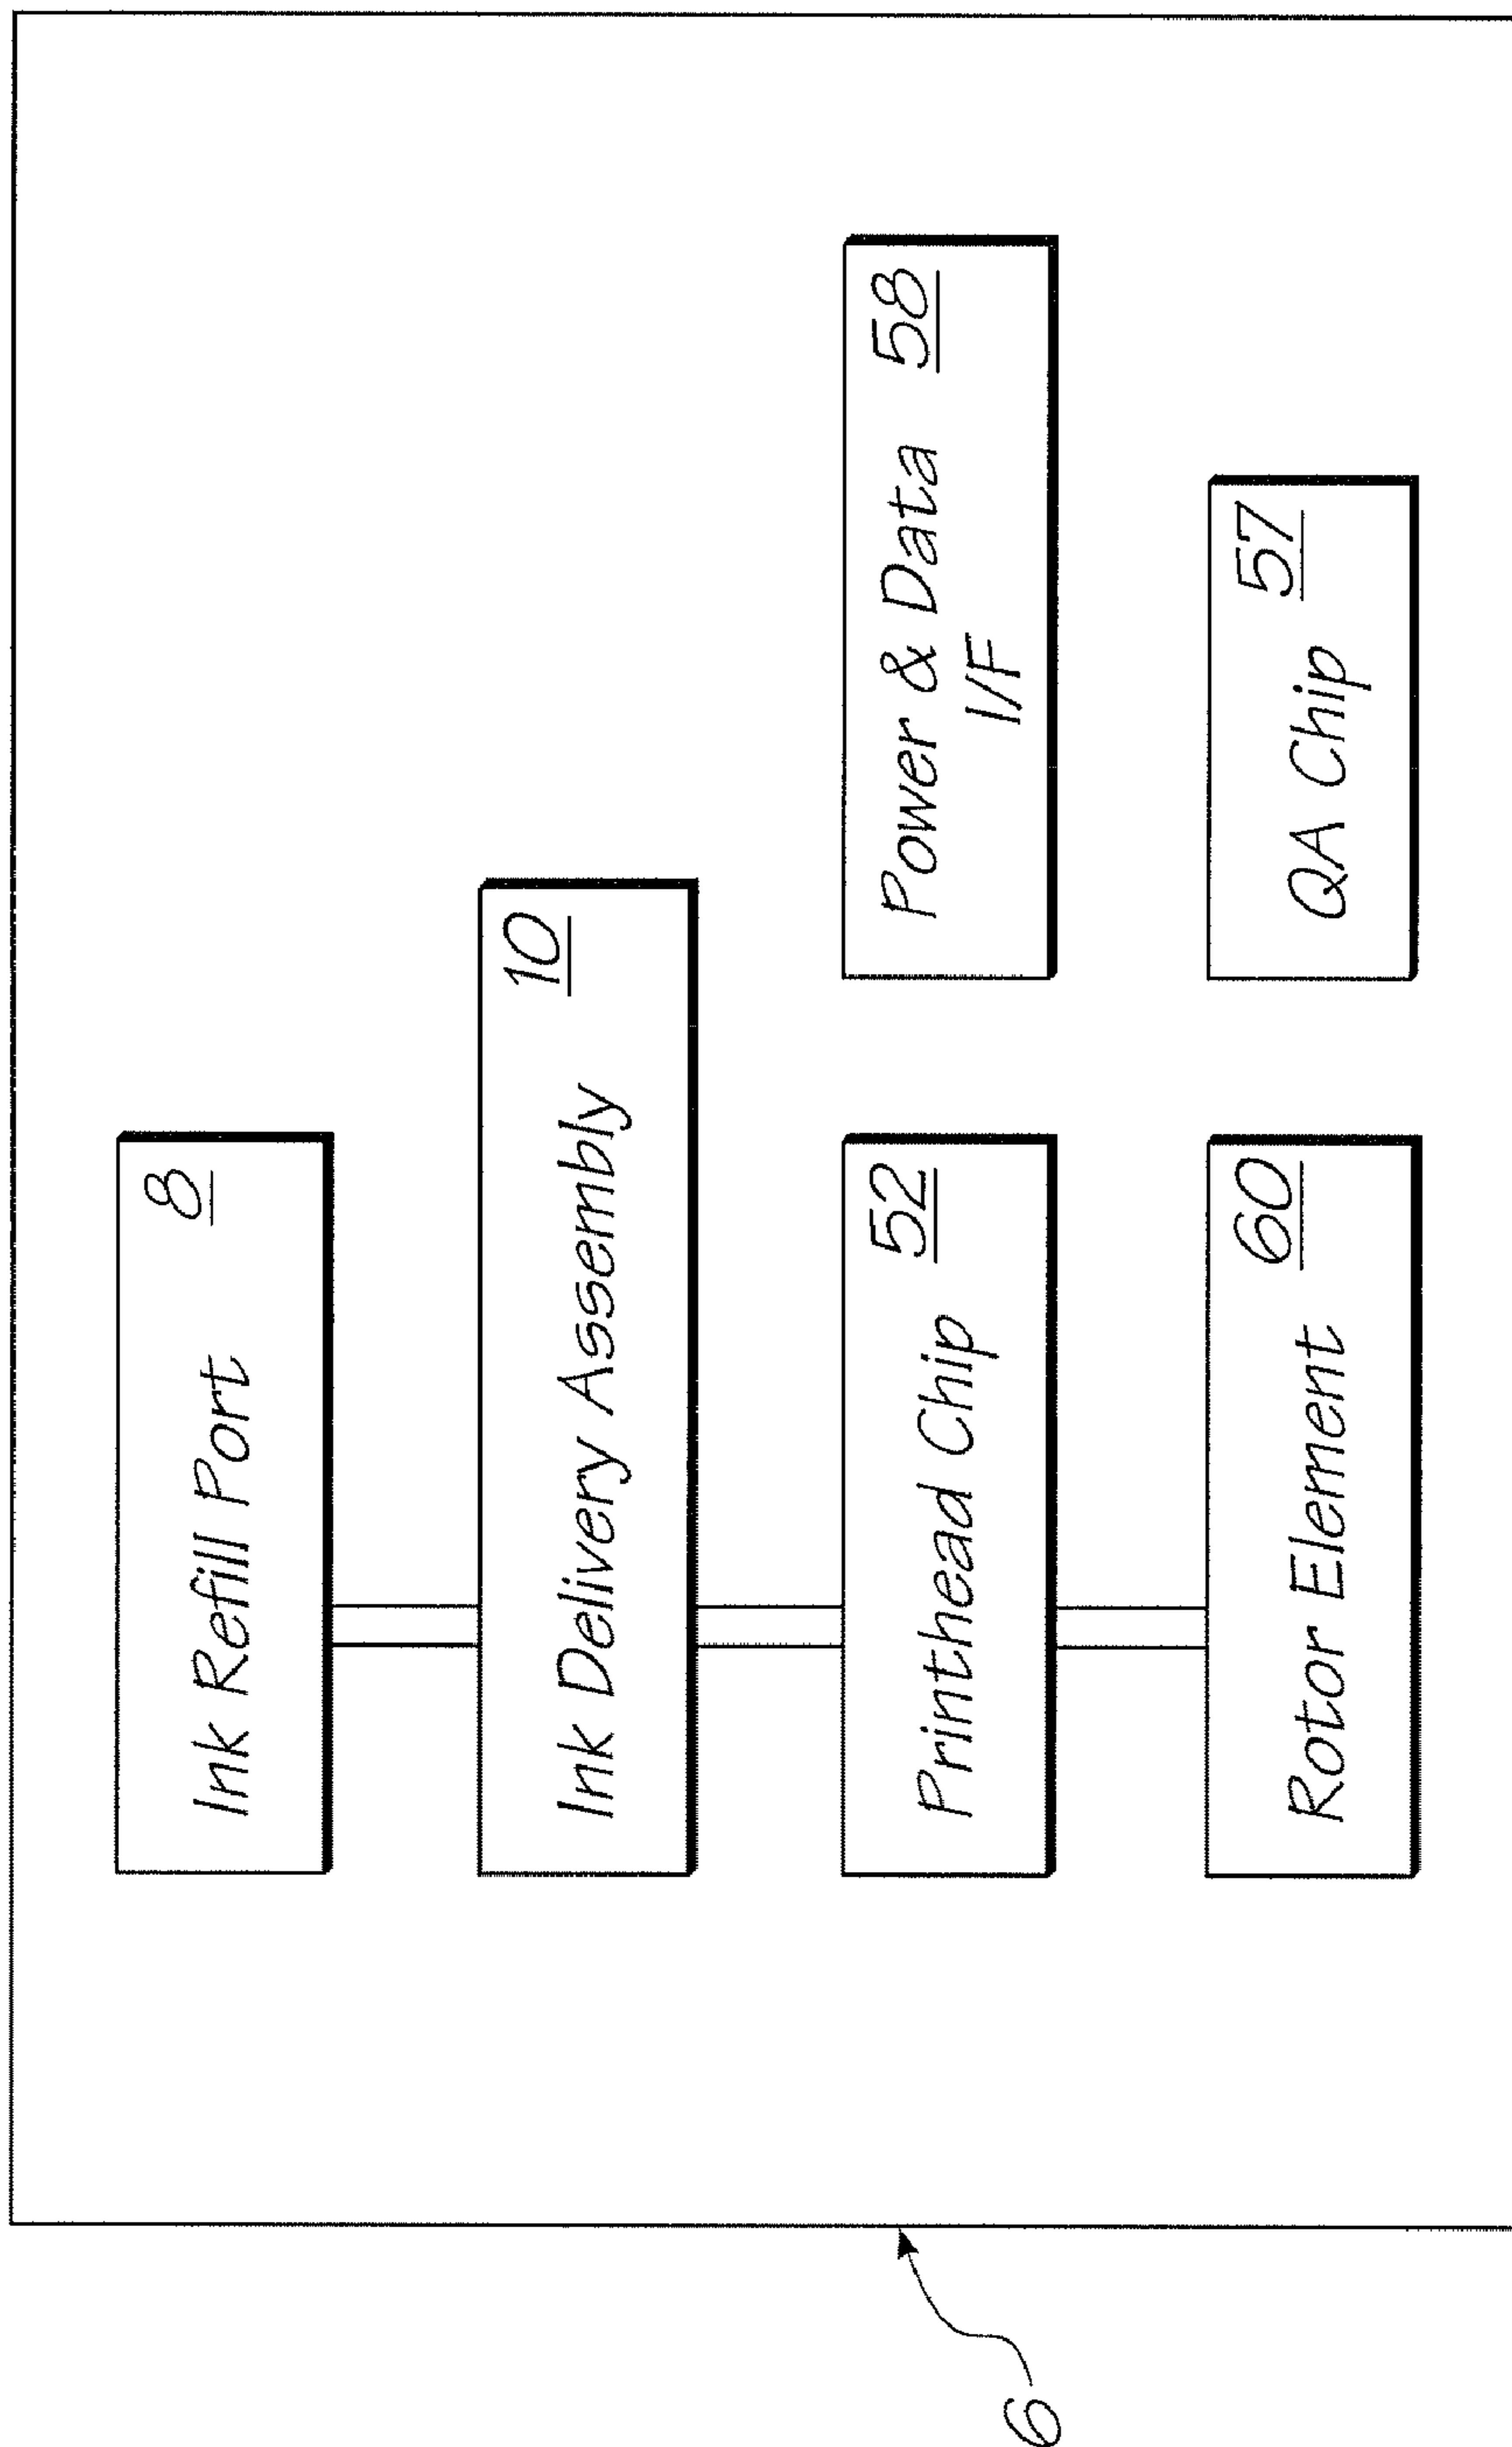 8
Ink Refill Port
10
Ink Delivery Assembly
52
Printhead Chip
58
Power & Data
I/F
60
Rotor Element
57
QA Chip
6